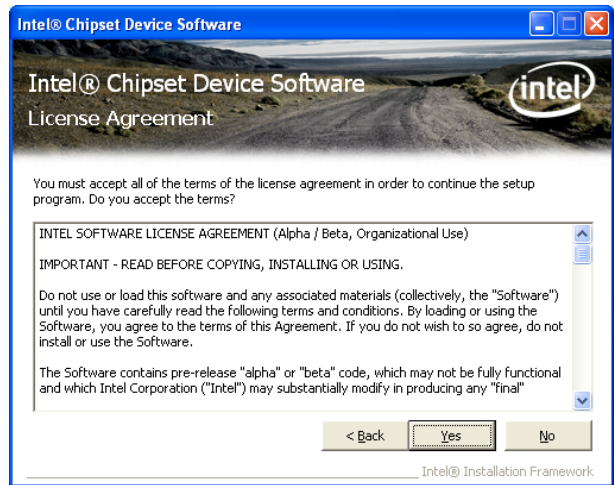 Intel® Chipset Device Software
Intel® Chipset Device Software
intel
License Agreement
You must accept all of the terms of the license agreement in order to continue the setup
program. Do you accept the terms?
INTEL SOFTWARE LICENSE AGREEMENT (Alpha / Beta, Organizational Use)
IMPORTANT - READ BEFORE COPYING, INSTALLING OR USING.
Do not use or load this software and any associated materials (collectively, the "Software")
until you have carefully read the following terms and conditions. By loading or using the
Software, you agree to the terms of this Agreement. If you do not wish to so agree, do not
install or use the Software.
The Software contains pre-release "alpha" or "beta" code, which may not be fully functional
and which Intel Corporation ("Intel") may substantially modify in producing any "final"
< Back
Yes
No
Intel® Installation Framework